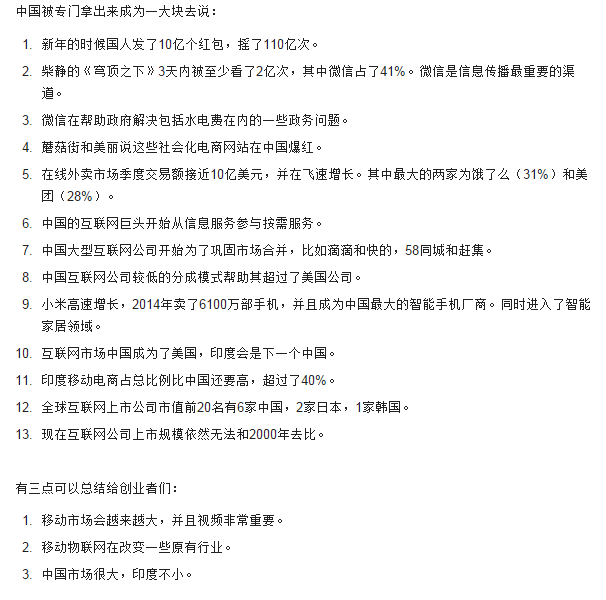 中国被专门拿出来成为一大块去说：
1. 新年的时候国人发了10亿个红包，摇了110亿次。
2. 柴静的《穹顶之下》3天内被至少看了2亿次，其中微信占了41%。微信是信息传播最重要的渠
道。
3. 微信在帮助政府解决包括水电费在内的一些政务问题。
4. 蘑菇街和美丽说这些社会化电商网站在中国爆红。
5. 在线外卖市场季度交易额接近10亿美元，并在飞速增长。其中最大的两家为饿了么（31%）和美
团（28%）。
6. 中国的互联网巨头开始从信息服务参与按需服务。
7. 中国大型互联网公司开始为了巩固市场合并，比如滴滴和快的，58同城和赶集。
8. 中国互联网公司较低的分成模式帮助其超过了美国公司。
9. 小米高速增长，2014年卖了6100万部手机，并且成为中国最大的智能手机厂商。同时进入了智能
家居领域。
10. 互联网市场中国成为了美国，印度会是下一个中国。
11. 印度移动电商占总比例比中国还要高，超过了40%。
12. 全球互联网上市公司市值前20名有6家中国，2家日本，1家韩国。
13. 现在互联网公司上市规模依然无法和2000年去比。
有三点可以总结给创业者们：
1. 移动市场会越来越大，并且视频非常重要。
2. 移动物联网在改变一些原有行业。
3. 中国市场很大，印度不小。